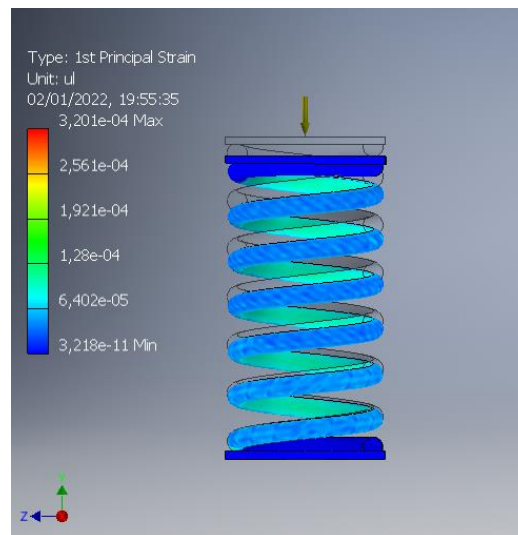 Type: 1st Principal Strain
Unit: ul
02/01/2022, 19:55:35
3,201e-04 Max
2,561e-04
1,921e-04
1,28e-04
6,402e-05
3,218e-11 Min
Y
Z